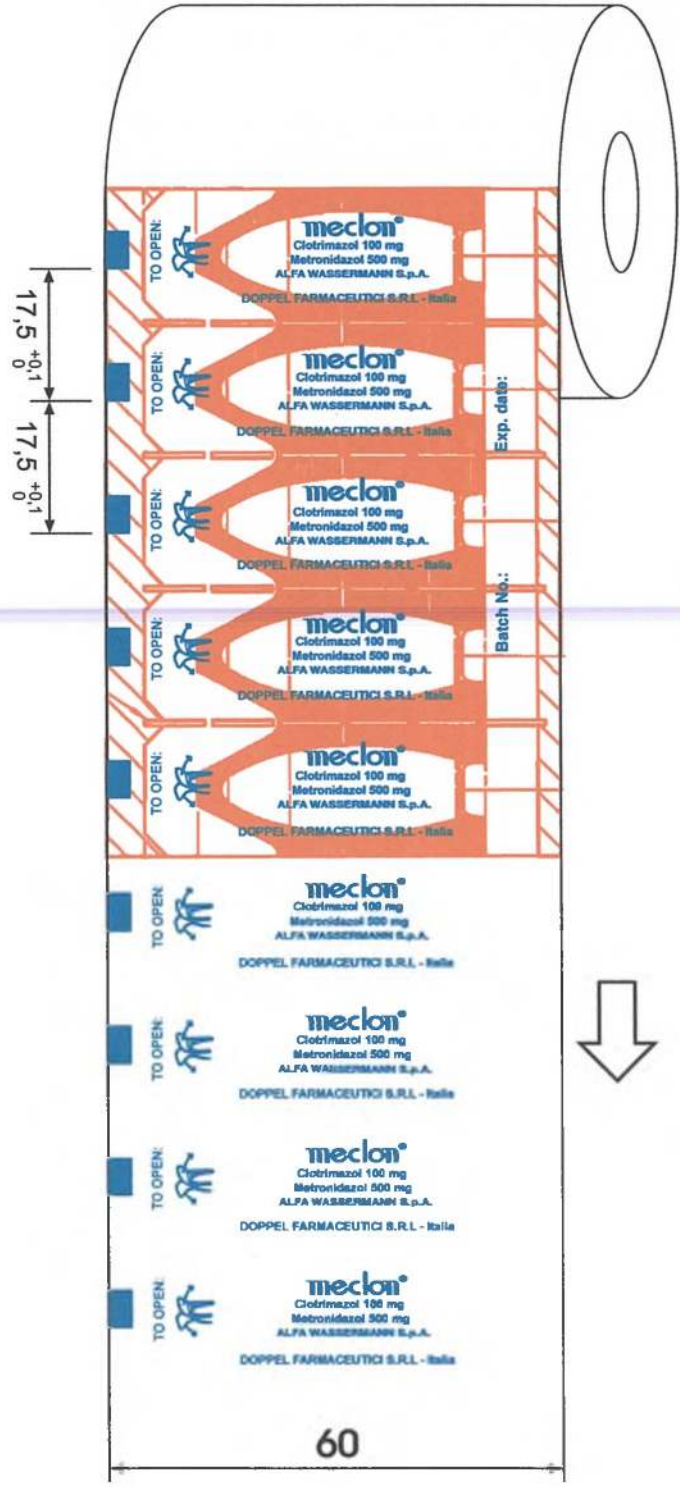 TO OPEN:
meclon®
Clotrimazol 100 mg
Metronidazol 500 mg
ALFA WASSERMANN S.p.A.
DOPPEL FARMACEUTICI S.R.L - Italia
17,5 +0,1 0
TO OPEN:
meclon®
Clotrimazol 100 mg
Metronidazol 500 mg
ALFA WASSERMANN S.p.A.
DOPPEL FARMACEUTICI S.R.L - Italia
Exp. date:
17,5 +0,1 0
TO OPEN:
meclon®
Clotrimazol 100 mg
Metronidazol 500 mg
ALFA WASSERMANN S.p.A.
DOPPEL FARMACEUTICI S.R.L - Italia
Batch No.:
TO OPEN:
meclon®
Clotrimazol 100 mg
Metronidazol 500 mg
ALFA WASSERMANN S.p.A.
DOPPEL FARMACEUTICI S.R.L - Italia
TO OPEN:
meclon®
Clotrimazol 100 mg
Metronidazol 500 mg
ALFA WASSERMANN S.p.A.
DOPPEL FARMACEUTICI S.R.L - Italia
TO OPEN:
meclon®
Clotrimazol 100 mg
Metronidazol 500 mg
ALFA WASSERMANN S.p.A.
DOPPEL FARMACEUTICI S.R.L - Italia
TO OPEN:
meclon®
Clotrimazol 100 mg
Metronidazol 500 mg
ALFA WASSERMANN S.p.A.
DOPPEL FARMACEUTICI S.R.L - Italia
TO OPEN:
meclon®
Clotrimazol 100 mg
Metronidazol 500 mg
ALFA WASSERMANN S.p.A.
DOPPEL FARMACEUTICI S.R.L - Italia
TO OPEN:
meclon®
Clotrimazol 100 mg
Metronidazol 500 mg
ALFA WASSERMANN S.p.A.
DOPPEL FARMACEUTICI S.R.L - Italia
60